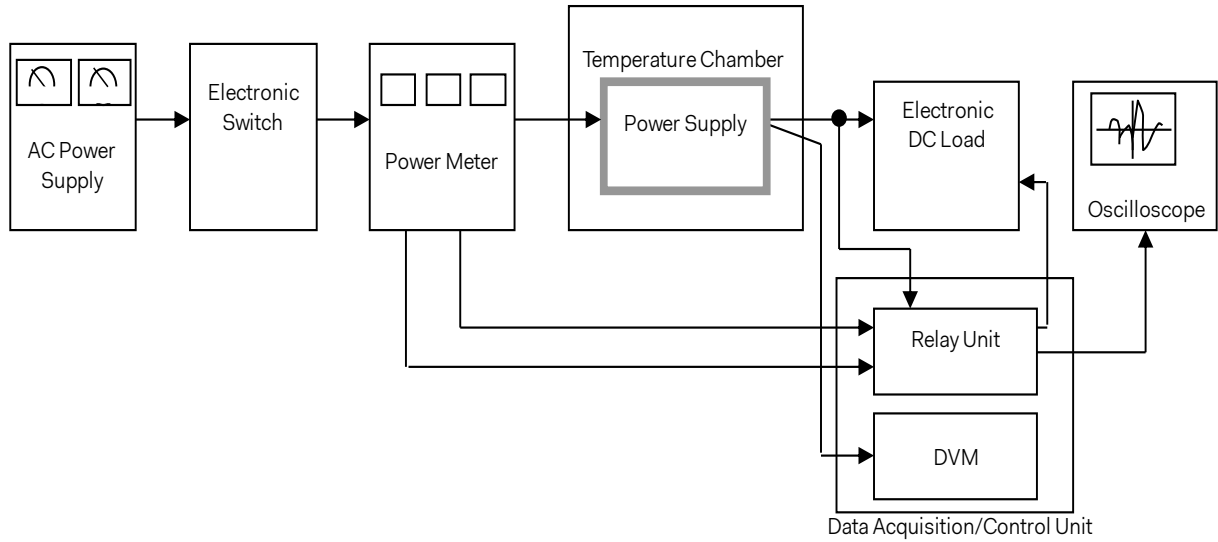 AC Power
Supply
Electronic
Switch
Power Meter
Temperature Chamber
Power Supply
Electronic
DC Load
Oscilloscope
Relay Unit
DVM
Data Acquisition/Control Unit